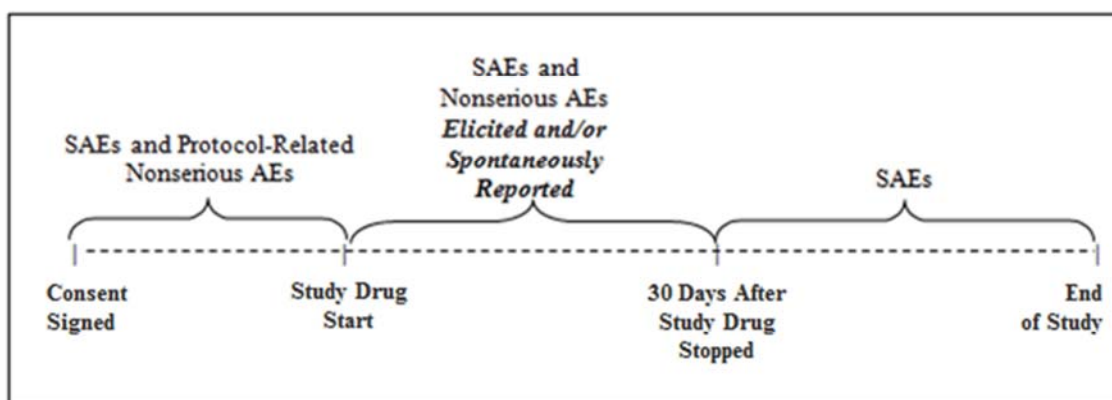 SAEs and Protocol-Related
Nonserious AEs
SAEs and
Nonserious AEs
Elicited and/or
Spontaneously
Reported
SAEs
Consent
Signed
Study Drug
Start
30 Days After
Study Drug
Stopped
End
of Study